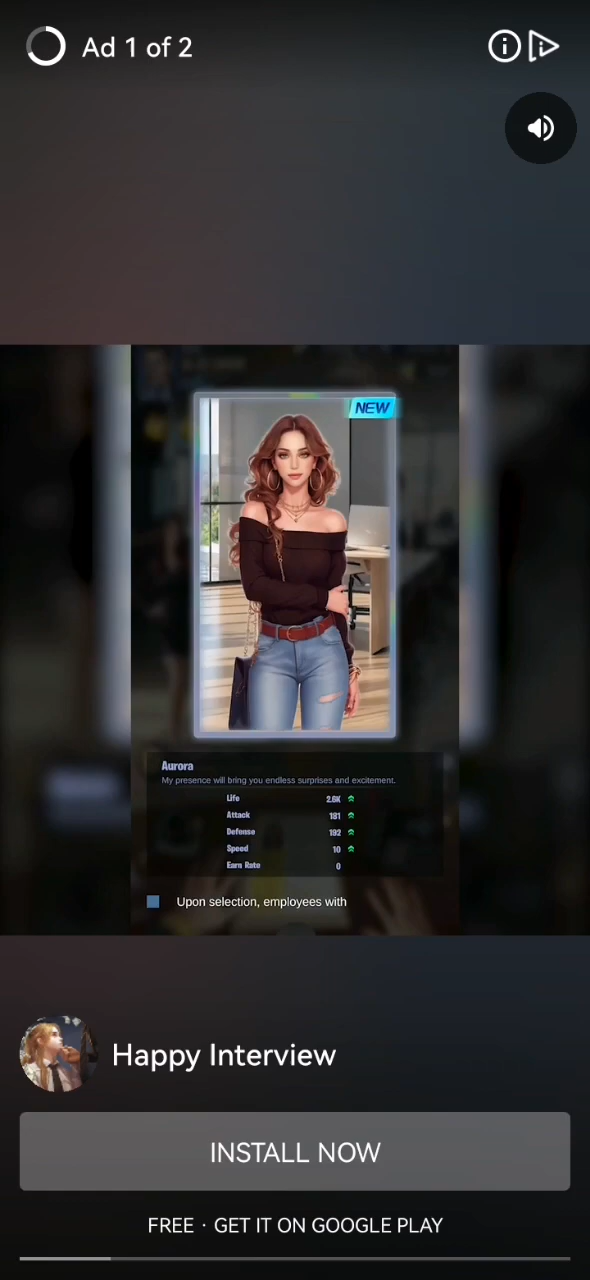 Ad 1 of 2
NEW
Aurora
My presence will bring you endless surprises and excitement.
Life 2.6K
Attack 181
Defense 192
Speed 10
Earn Rate 0
Upon selection, employees with
Happy Interview
INSTALL NOW
FREE · GET IT ON GOOGLE PLAY